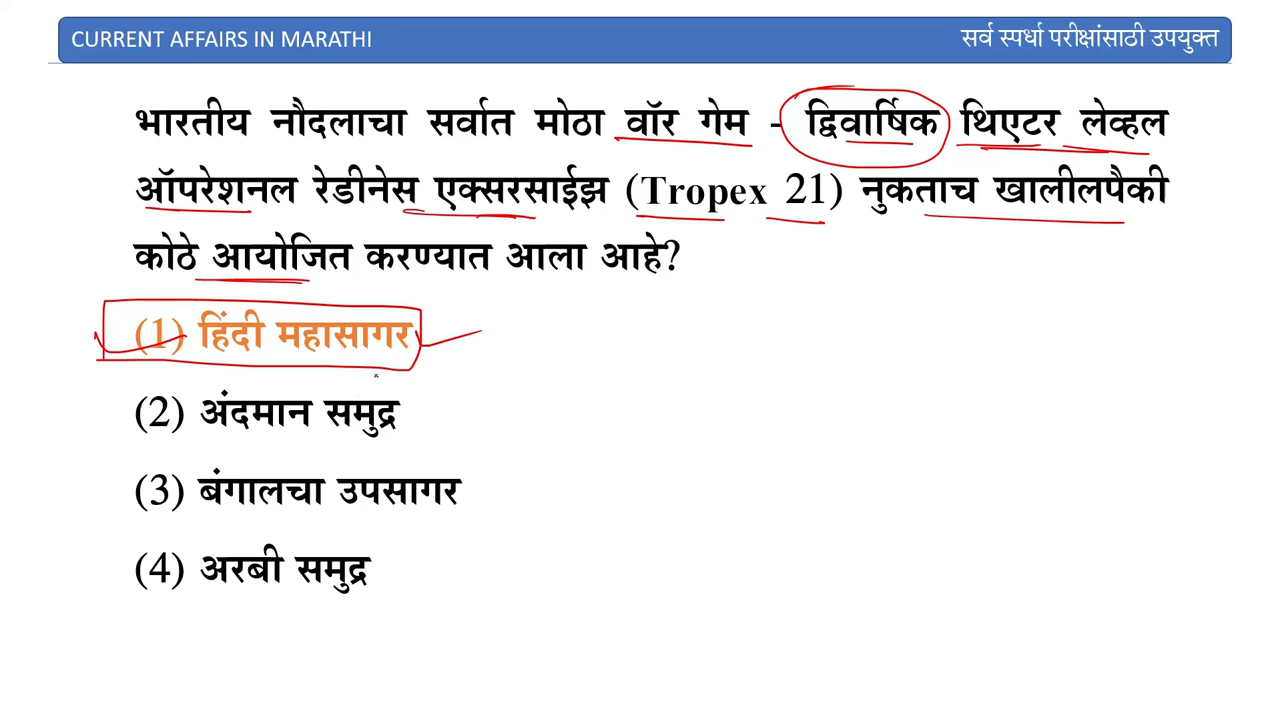 CURRENT AFFAIRS IN MARATHI
सर्व स्पर्धा परीक्षांसाठी उपयुक्त
भारतीय नौदलाचा सर्वात मोठा वॉर गेम - द्विवार्षिक थिएटर लेव्हल
ऑपरेशनल रेडीनेस एक्सरसाईझ (Tropex 21) नुकताच खालीलपैकी
कोठे आयोजित करण्यात आला आहे?
(1) हिंदी महासागर
(2) अंदमान समुद्र
(3) बंगालचा उपसागर
(4) अरबी समुद्र